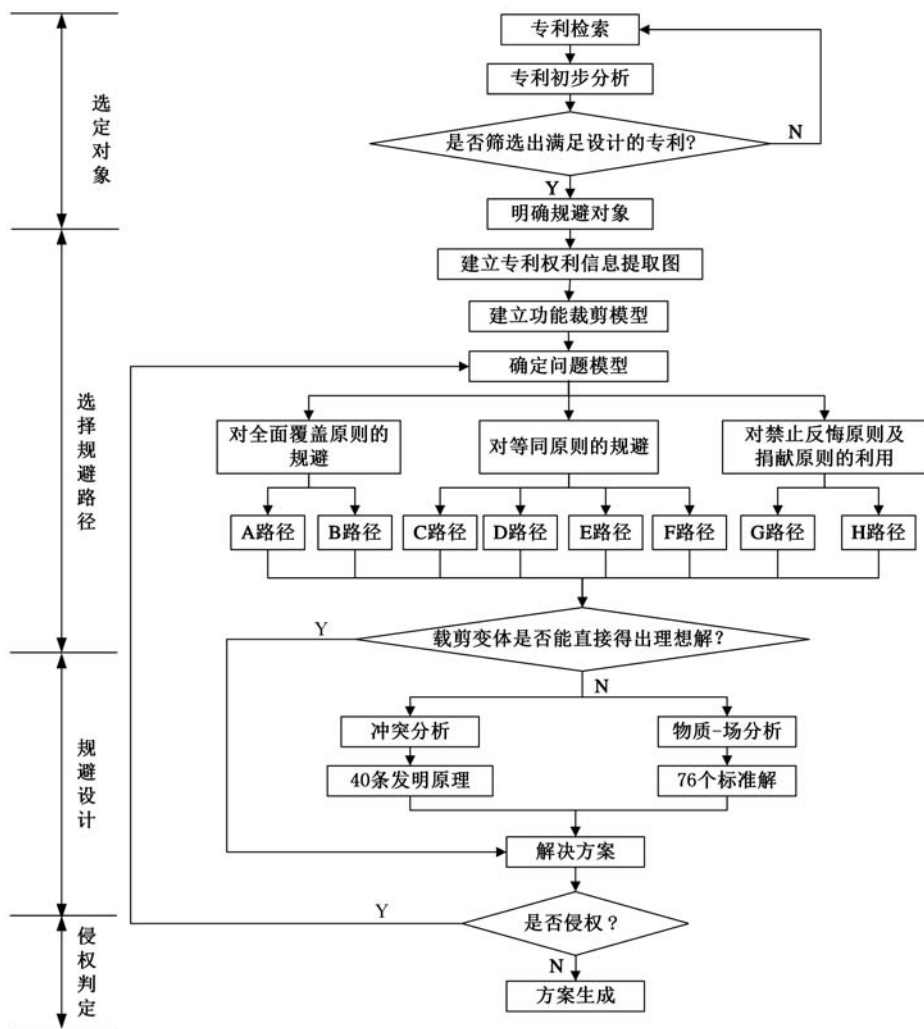 专利检索
专利初步分析
是否筛选出满足设计的专利?
N
Y
明确规避对象
选定对象
建立专利权利信息提取图
建立功能裁剪模型
确定问题模型
对全面覆盖原则的
规避
对等同原则的规避
对禁止反悔原则及
捐献原则的利用
A路径
B路径
C路径
D路径
E路径
F路径
G路径
H路径
选择规避路径
载剪变体是否能直接得出理想解?
Y
N
冲突分析
物质-场分析
40条发明原理
76个标准解
解决方案
规避设计
是否侵权?
Y
N
方案生成
侵权判定